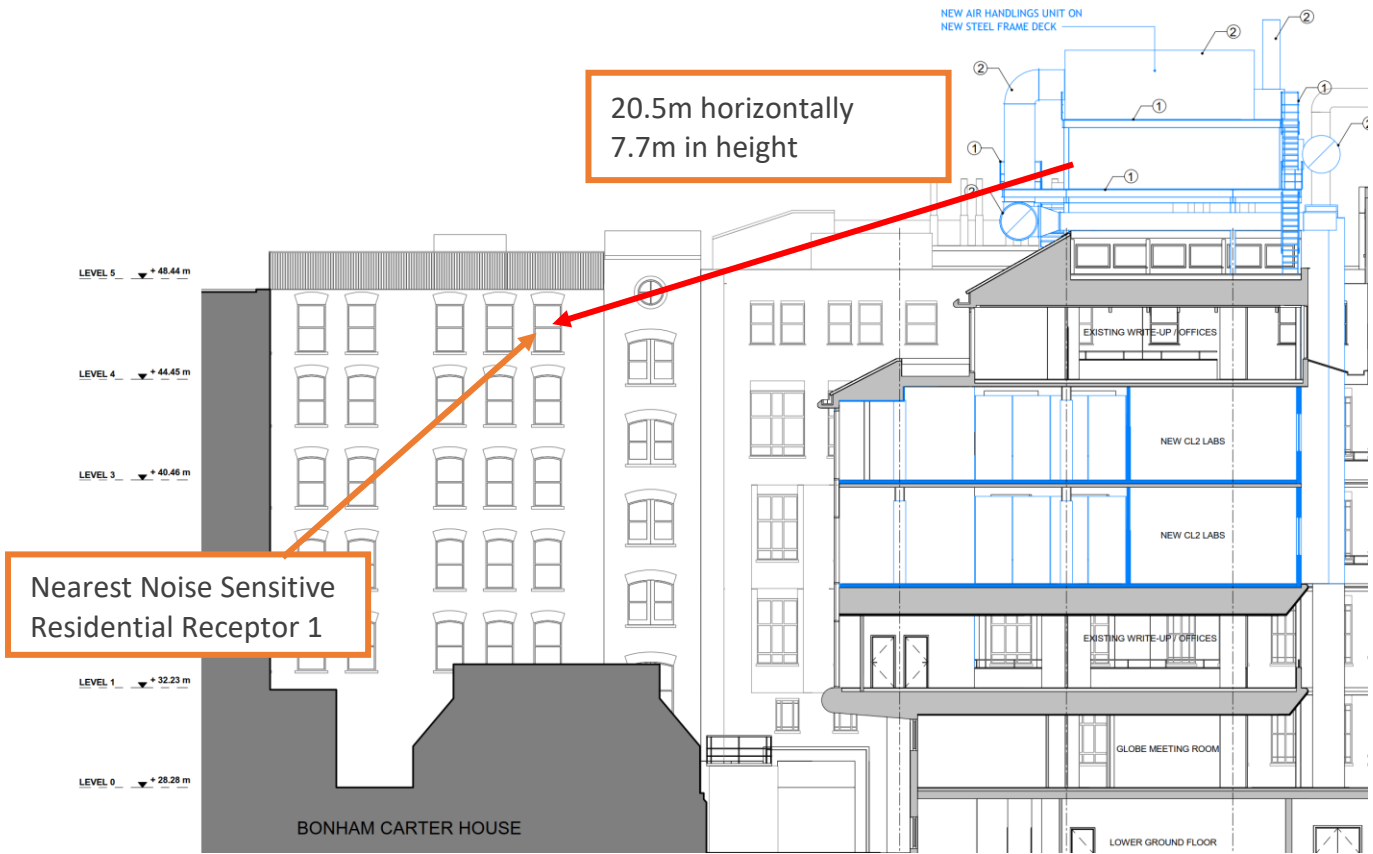 NEW AIR HANDLINGS UNIT ON
NEW STEEL FRAME DECK
②
②
②
②
①
①
①
①
①
②
②
20.5m horizontally
7.7m in height
LEVEL 5 + 48.44 m
LEVEL 4 + 44.45 m
LEVEL 3 + 40.46 m
LEVEL 1 + 32.23 m
LEVEL 0 + 28.28 m
EXISTING WRITE-UP / OFFICES
NEW CL2 LABS
NEW CL2 LABS
EXISTING WRITE-UP / OFFICES
GLOBE MEETING ROOM
LOWER GROUND FLOOR
Nearest Noise Sensitive
Residential Receptor 1
BONHAM CARTER HOUSE